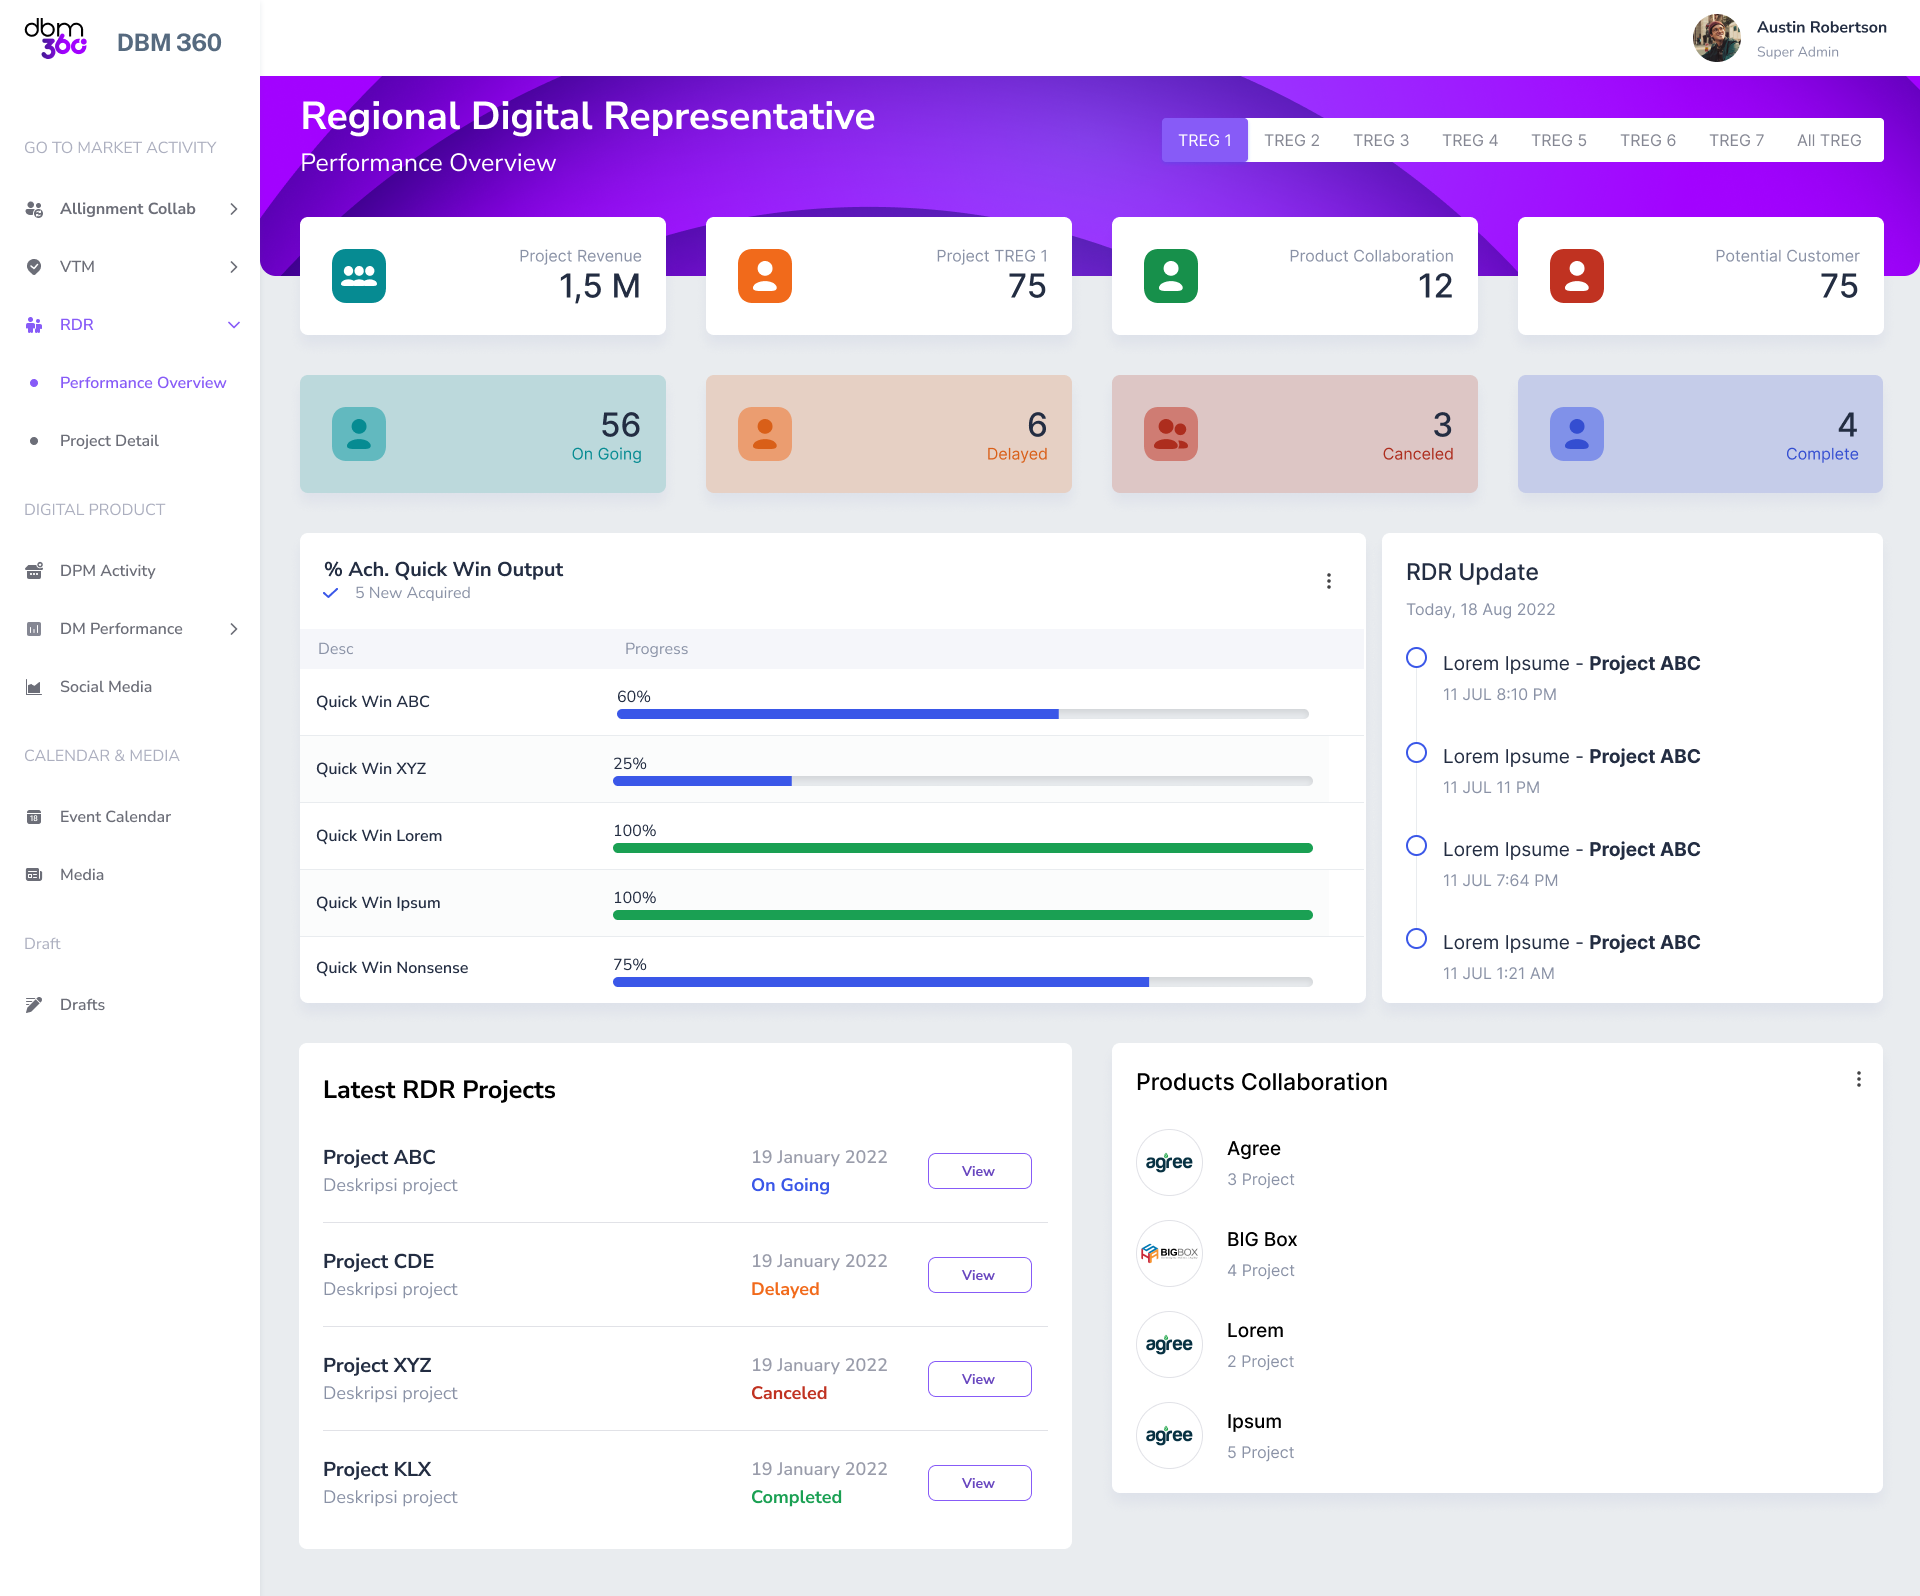 dbm
360
DBM 360
Austin Robertson
Super Admin
GO TO MARKET ACTIVITY
Allignment Collab
VTM
RDR
Performance Overview
Project Detail
DIGITAL PRODUCT
DPM Activity
DM Performance
Social Media
CALENDAR & MEDIA
18
Event Calendar
Media
Draft
Drafts
Regional Digital Representative
Performance Overview
TREG 1 TREG 2 TREG 3 TREG 4 TREG 5 TREG 6 TREG 7 All TREG
Project Revenue
1,5 M
Project TREG 1
75
Product Collaboration
12
Potential Customer
75
56
On Going
6
Delayed
3
Canceled
4
Complete
% Ach. Quick Win Output
5 New Acquired
Desc Progress
Quick Win ABC 60%
Quick Win XYZ 25%
Quick Win Lorem 100%
Quick Win Ipsum 100%
Quick Win Nonsense 75%
RDR Update
Today, 18 Aug 2022
Lorem Ipsume - Project ABC
11 JUL 8:10 PM
Lorem Ipsume - Project ABC
11 JUL 11 PM
Lorem Ipsume - Project ABC
11 JUL 7:64 PM
Lorem Ipsume - Project ABC
11 JUL 1:21 AM
Latest RDR Projects
Project ABC 19 January 2022
Deskripsi project On Going
View
Project CDE 19 January 2022
Deskripsi project Delayed
View
Project XYZ 19 January 2022
Deskripsi project Canceled
View
Project KLX 19 January 2022
Deskripsi project Completed
View
Products Collaboration
agree
Agree
3 Project
BIGBOX
BIG Box
4 Project
agree
Lorem
2 Project
agree
Ipsum
5 Project